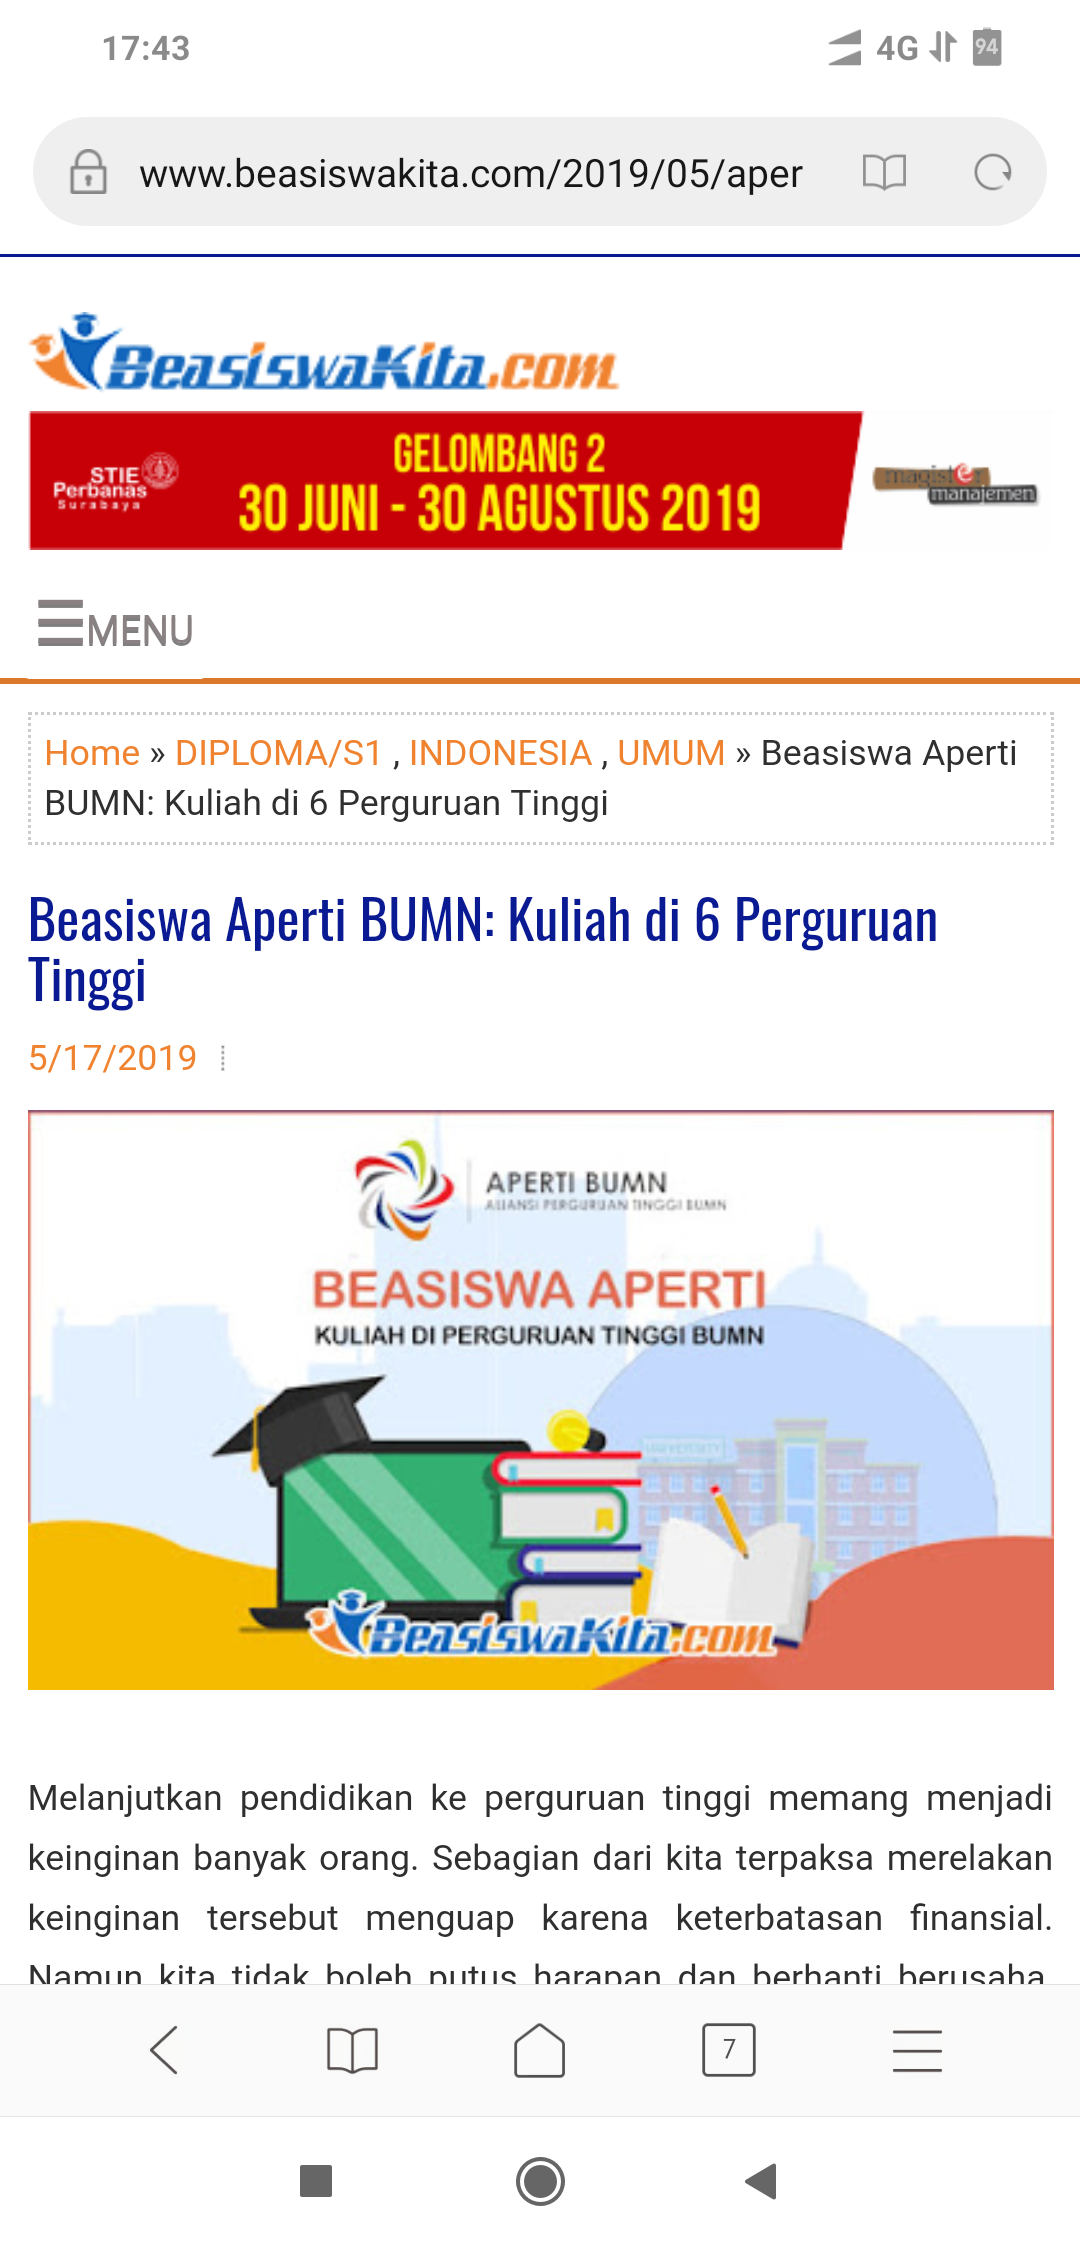 17:43
4G
94
www.beasiswakita.com/2019/05/aper
BeasiswaKita.com
STIE
Perbanas
Surabaya
GELOMBANG 2
30 JUNI - 30 AGUSTUS 2019
magister
manajemen
MENU
Home » DIPLOMA/S1 , INDONESIA , UMUM » Beasiswa Aperti
BUMN: Kuliah di 6 Perguruan Tinggi
Beasiswa Aperti BUMN: Kuliah di 6 Perguruan
Tinggi
5/17/2019
APERTI BUMN
ALIANSI PERGURUAN TINGGI BUMN
BEASISWA APERTI
KULIAH DI PERGURUAN TINGGI BUMN
UNIVERSITY
BeasiswaKita.com
Melanjutkan pendidikan ke perguruan tinggi memang menjadi
keinginan banyak orang. Sebagian dari kita terpaksa merelakan
keinginan tersebut menguap karena keterbatasan finansial.
Namun kita tidak boleh putus harapan dan berhanti berusaha.
7